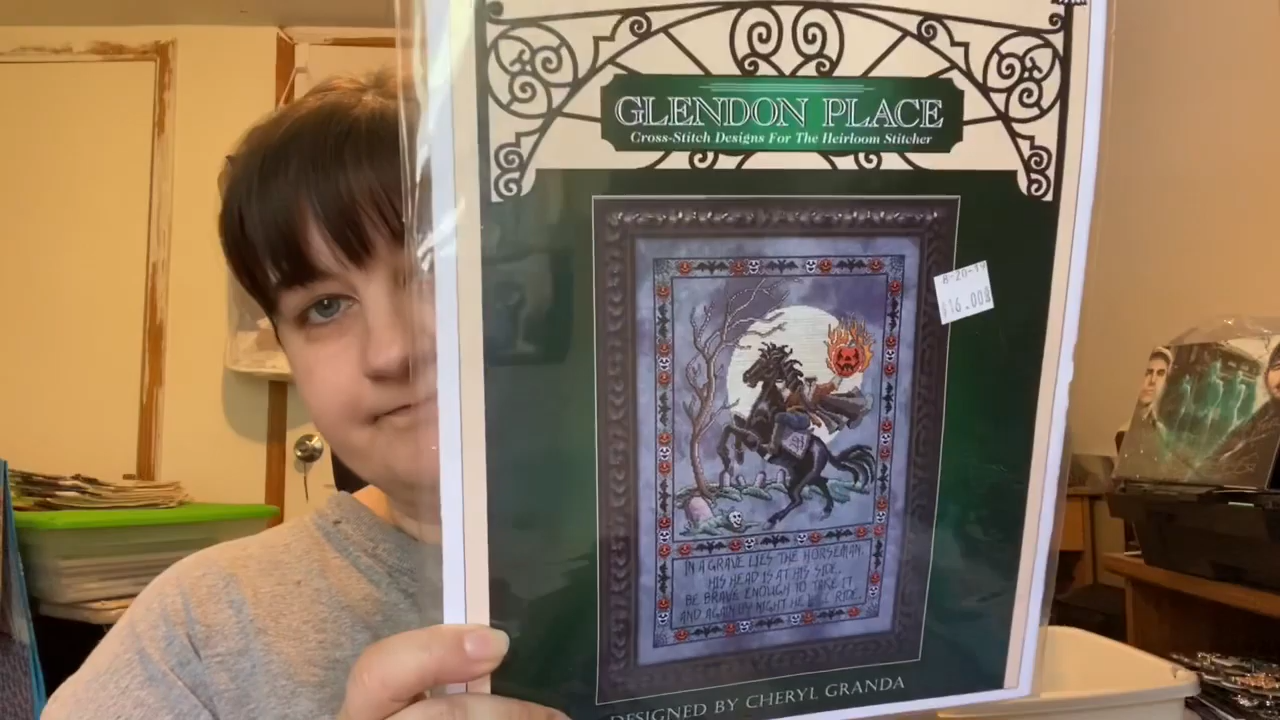 GLENDON PLACE
Cross-Stitch Designs For The Heirloom Stitcher
8-20-19
$16.00
IN A GRAVE LIES THE HORSEMAN,
HIS HEAD IS AT HIS SIDE.
BE BRAVE ENOUGH TO TAKE IT
AND AGAIN BY NIGHT HE WILL RIDE.
DESIGNED BY CHERYL GRANDA